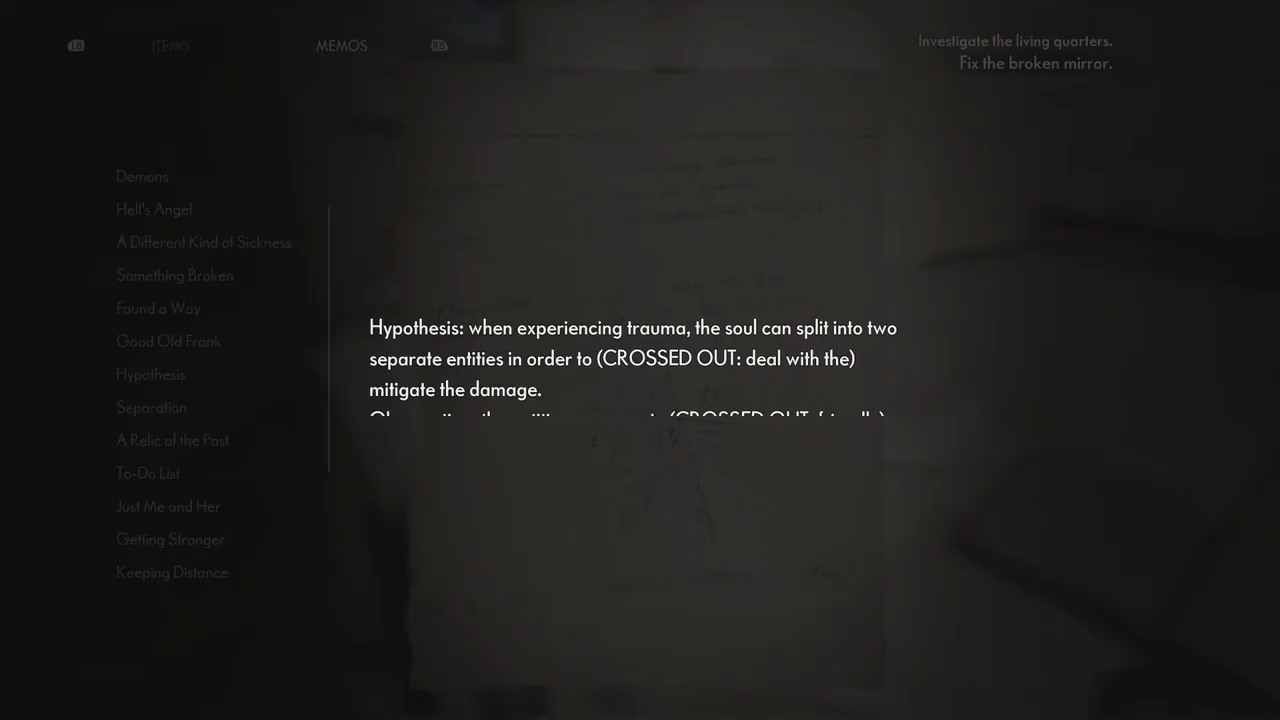 LB ITEMS MEMOS RB
Investigate the living quarters.
Fix the broken mirror.
Demons
Hell's Angel
A Different Kind of Sickness
Something Broken
Found a Way
Good Old Frank
Hypothesis
Separation
A Relic of the Past
To-Do List
Just Me and Her
Getting Stronger
Keeping Distance
Hypothesis: when experiencing trauma, the soul can split into two
separate entities in order to (CROSSED OUT: deal with the)
mitigate the damage.